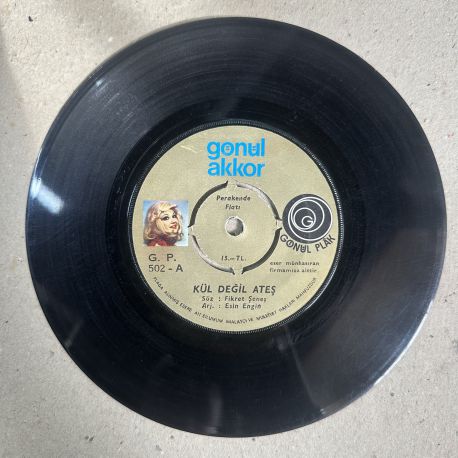 gönül
akkor
Perakende
Fiatı
15.-TL.
G. P.
502 - A
GÖNÜL PLAK
eser münhasıran
firmamıza aittir.
KÜL DEĞİL ATEŞ
Söz : Fikret Şeneş
Arj. : Esin Engin